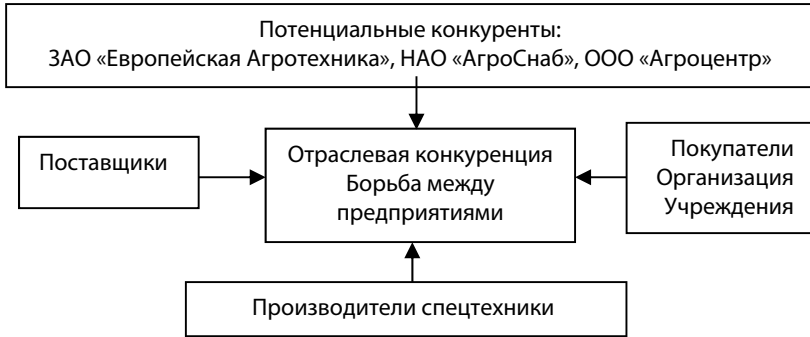 Потенциальные конкуренты:
ЗАО «Европейская Агротехника», НАО «АгроСнаб», ООО «Агроцентр»
Поставщики
Отраслевая конкуренция
Борьба между
предприятиями
Покупатели
Организация
Учреждения
Производители спецтехники